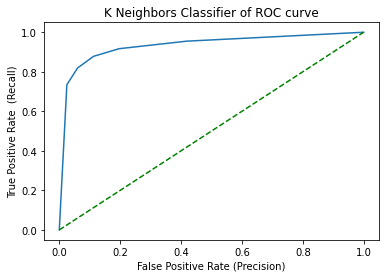 K Neighbors Classifier of ROC curve
1.0
0.8
0.6
0.4
0.2
0.0
True Positive Rate  (Recall)
0.0 0.2 0.4 0.6 0.8 1.0
False Positive Rate (Precision)